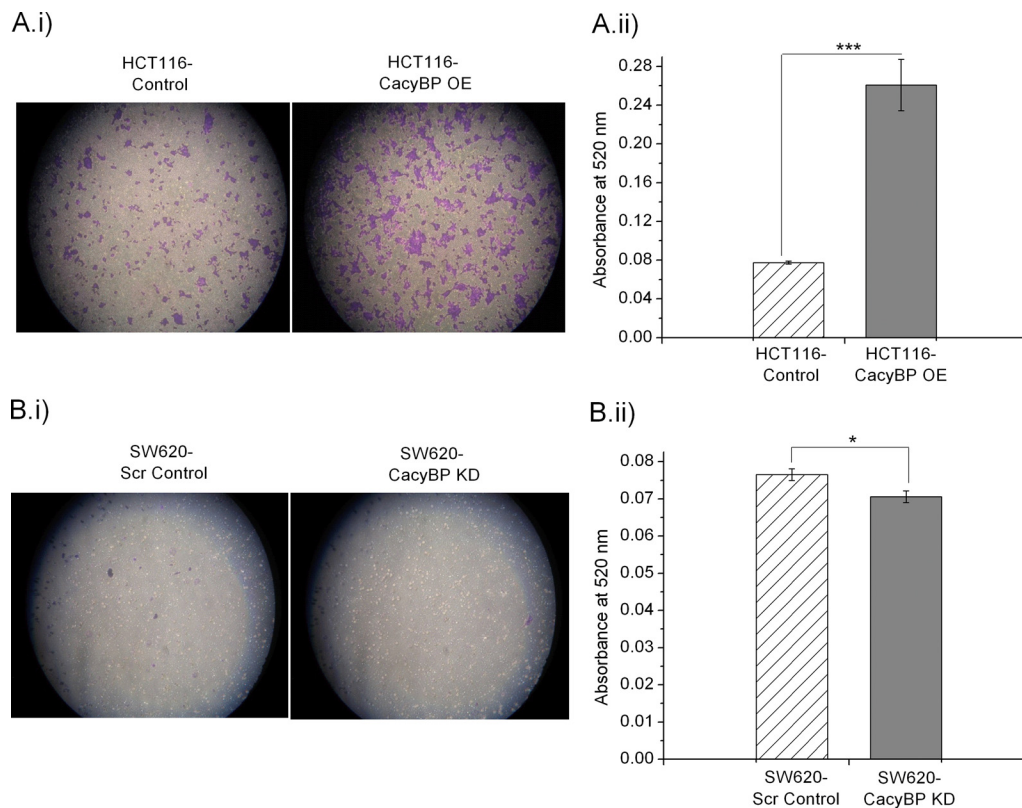 A.i)
HCT116-
Control
HCT116-
CacyBP OE
A.ii)
***
0.28
0.24
0.20
0.16
0.12
0.08
0.04
0.00
Absorbance at 520 nm
HCT116-
Control
HCT116-
CacyBP OE
B.i)
SW620-
Scr Control
SW620-
CacyBP KD
B.ii)
*
0.08
0.07
0.06
0.05
0.04
0.03
0.02
0.01
0.00
Absorbance at 520 nm
SW620-
Scr Control
SW620-
CacyBP KD